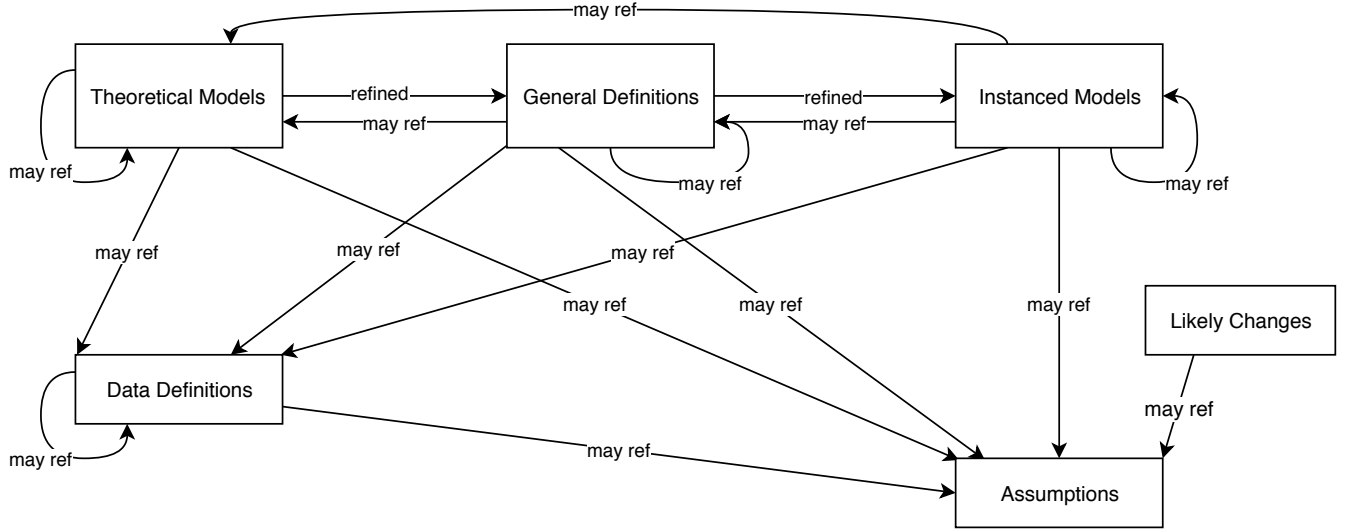 may ref
Theoretical Models
refined
General Definitions
refined
Instanced Models
may ref
may ref
may ref
may ref
may ref
may ref
may ref
may ref
may ref
may ref
may ref
Likely Changes
Data Definitions
may ref
may ref
may ref
Assumptions